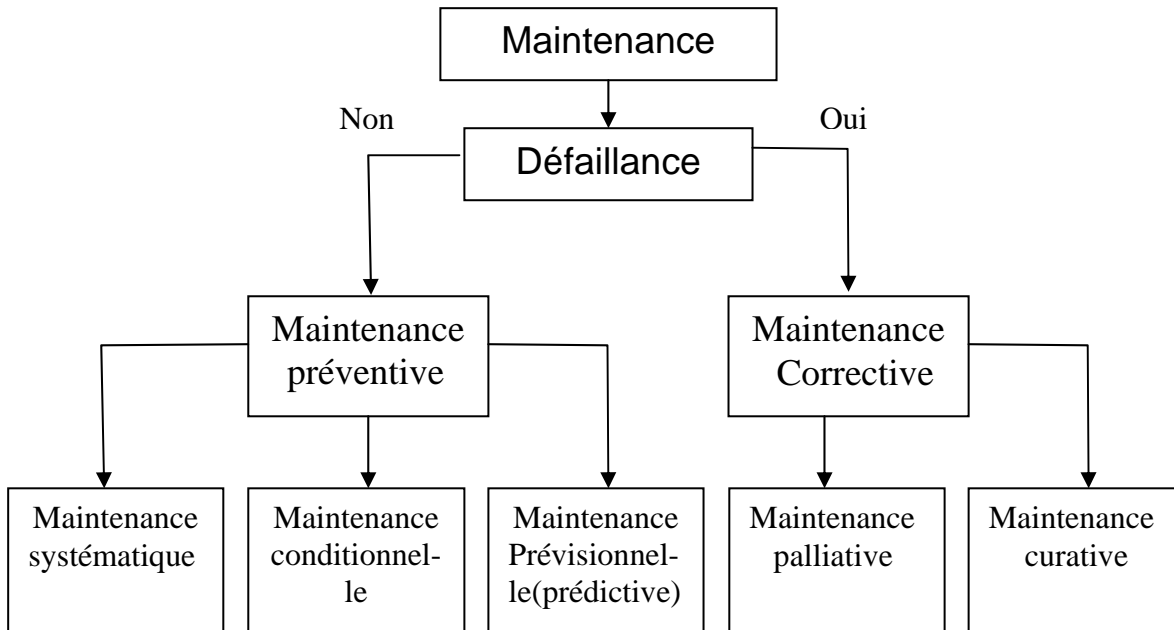 Maintenance
Non
Oui
Défaillance
Maintenance
préventive
Maintenance
Corrective
Maintenance
systématique
Maintenance
conditionnel-
le
Maintenance
Prévisionnel-
le(prédictive)
Maintenance
palliative
Maintenance
curative